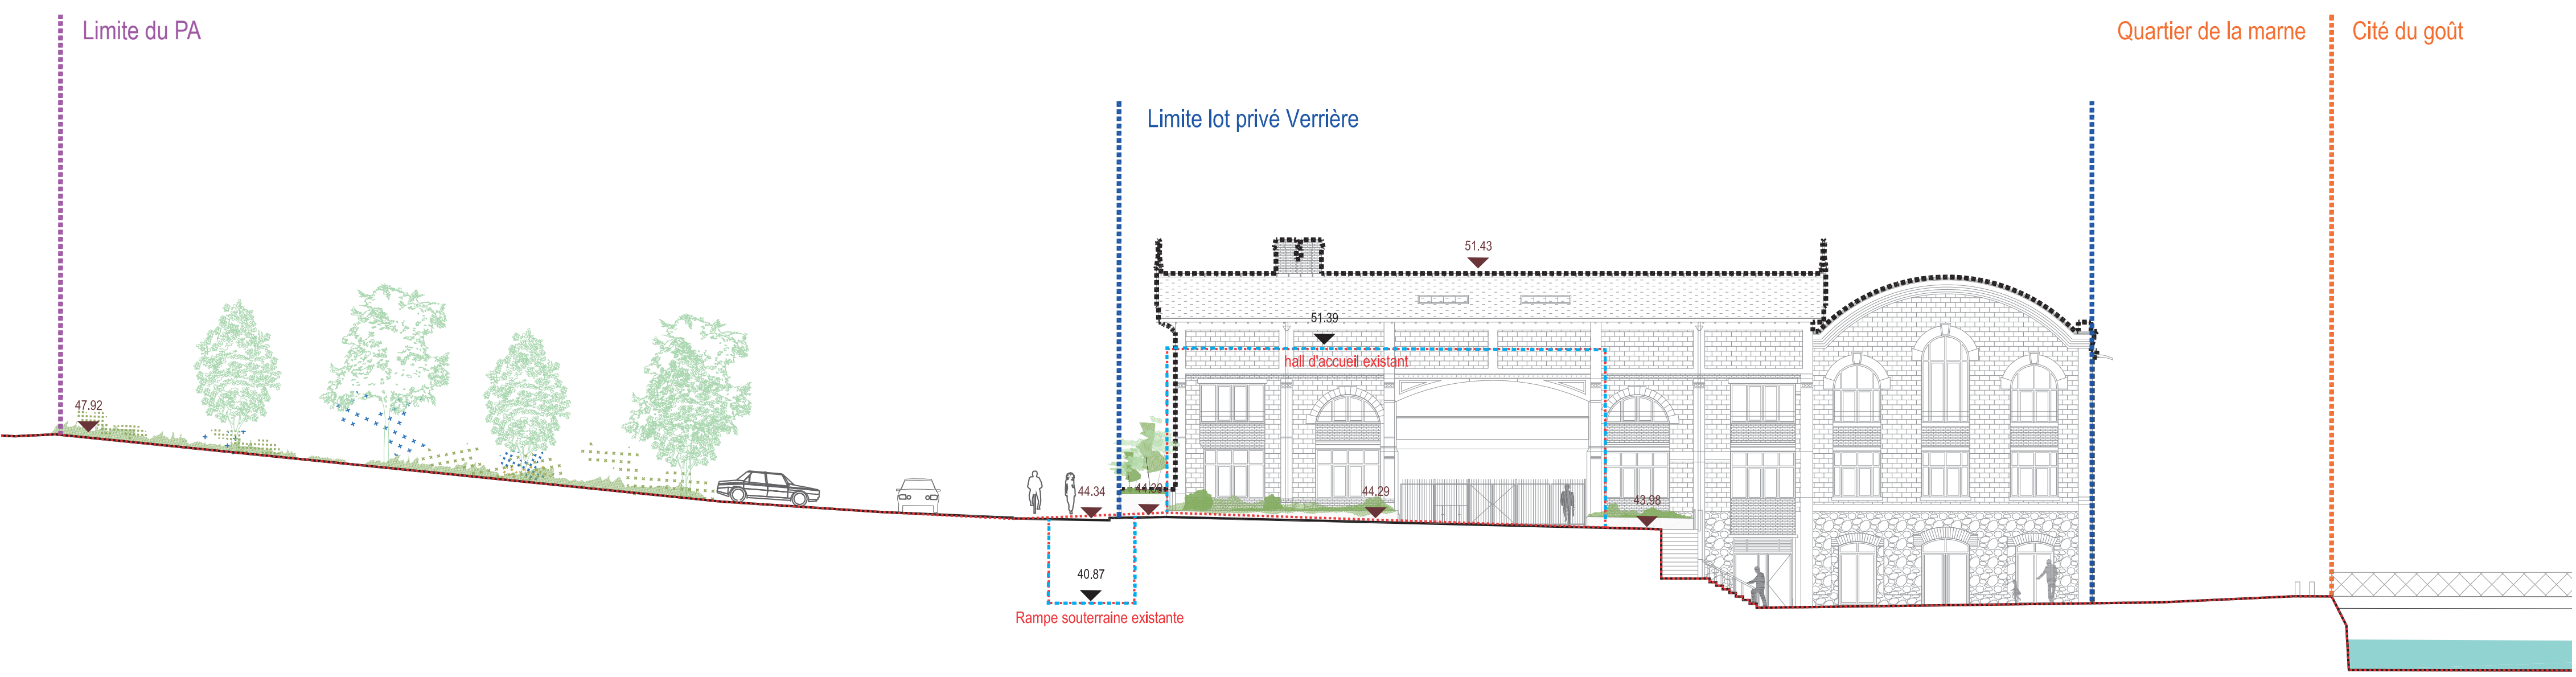 Limite du PA
Quartier de la marne
Cité du goût
Limite lot privé Verrière
51.43
51.39
hall d'accueil existant
47.92
44.34
44.29
43.98
40.87
Rampe souterraine existante